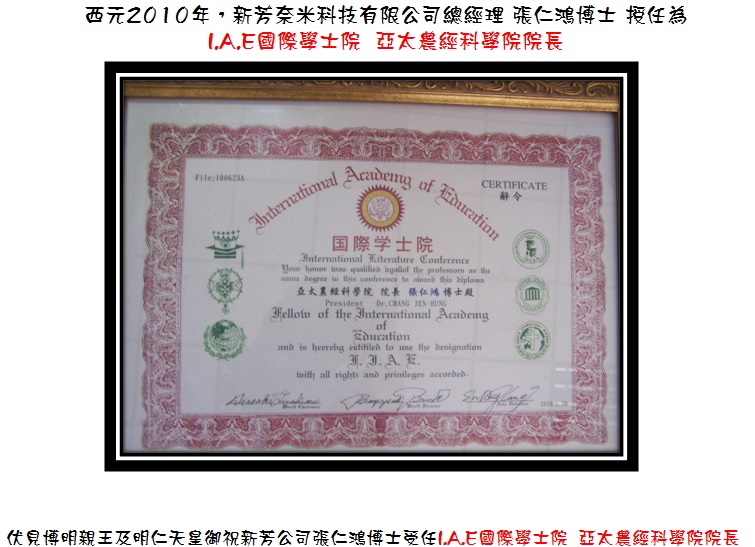 西元2010年，新芳奈米科技有限公司總經理 張仁鴻博士 授任為
I.A.E國際學士院 亞太農經科學院院長
File:100623A
CERTIFICATE
辭令
International Academy of Education
国際学士院
International Literature Conference
Your honor was qualified bgallof the professors as the
same degree in this conference to award this diploma
亞太農經科學院 院長 張仁鴻 博士殿
President Dr.CHANG JEN-HUNG
Fellow of the International Academy
of
Education
and is heereby entitled to use the designation
F.I.A.E.
with all rights and prinileges accorded.
World Chairman
World Director
伏見博明親王及明仁天皇御祝新芳公司張仁鴻博士受任I.A.E國際學士院 亞太農經科學院院長